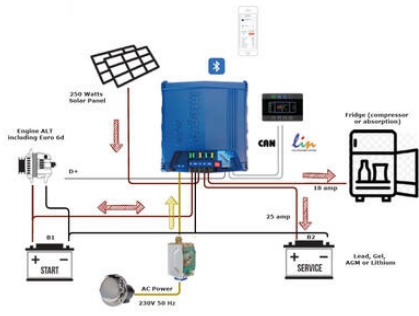 250 Watts
Solar Panel
Engine ALT
including Euro 6d
D+
CAN
lin
Fridge (compressor
or absorption)
18 amp
25 amp
B1
B2
+ -
START
+ -
SERVICE
Lead, Gel,
AGM or Lithium
AC Power
230V 50 Hz